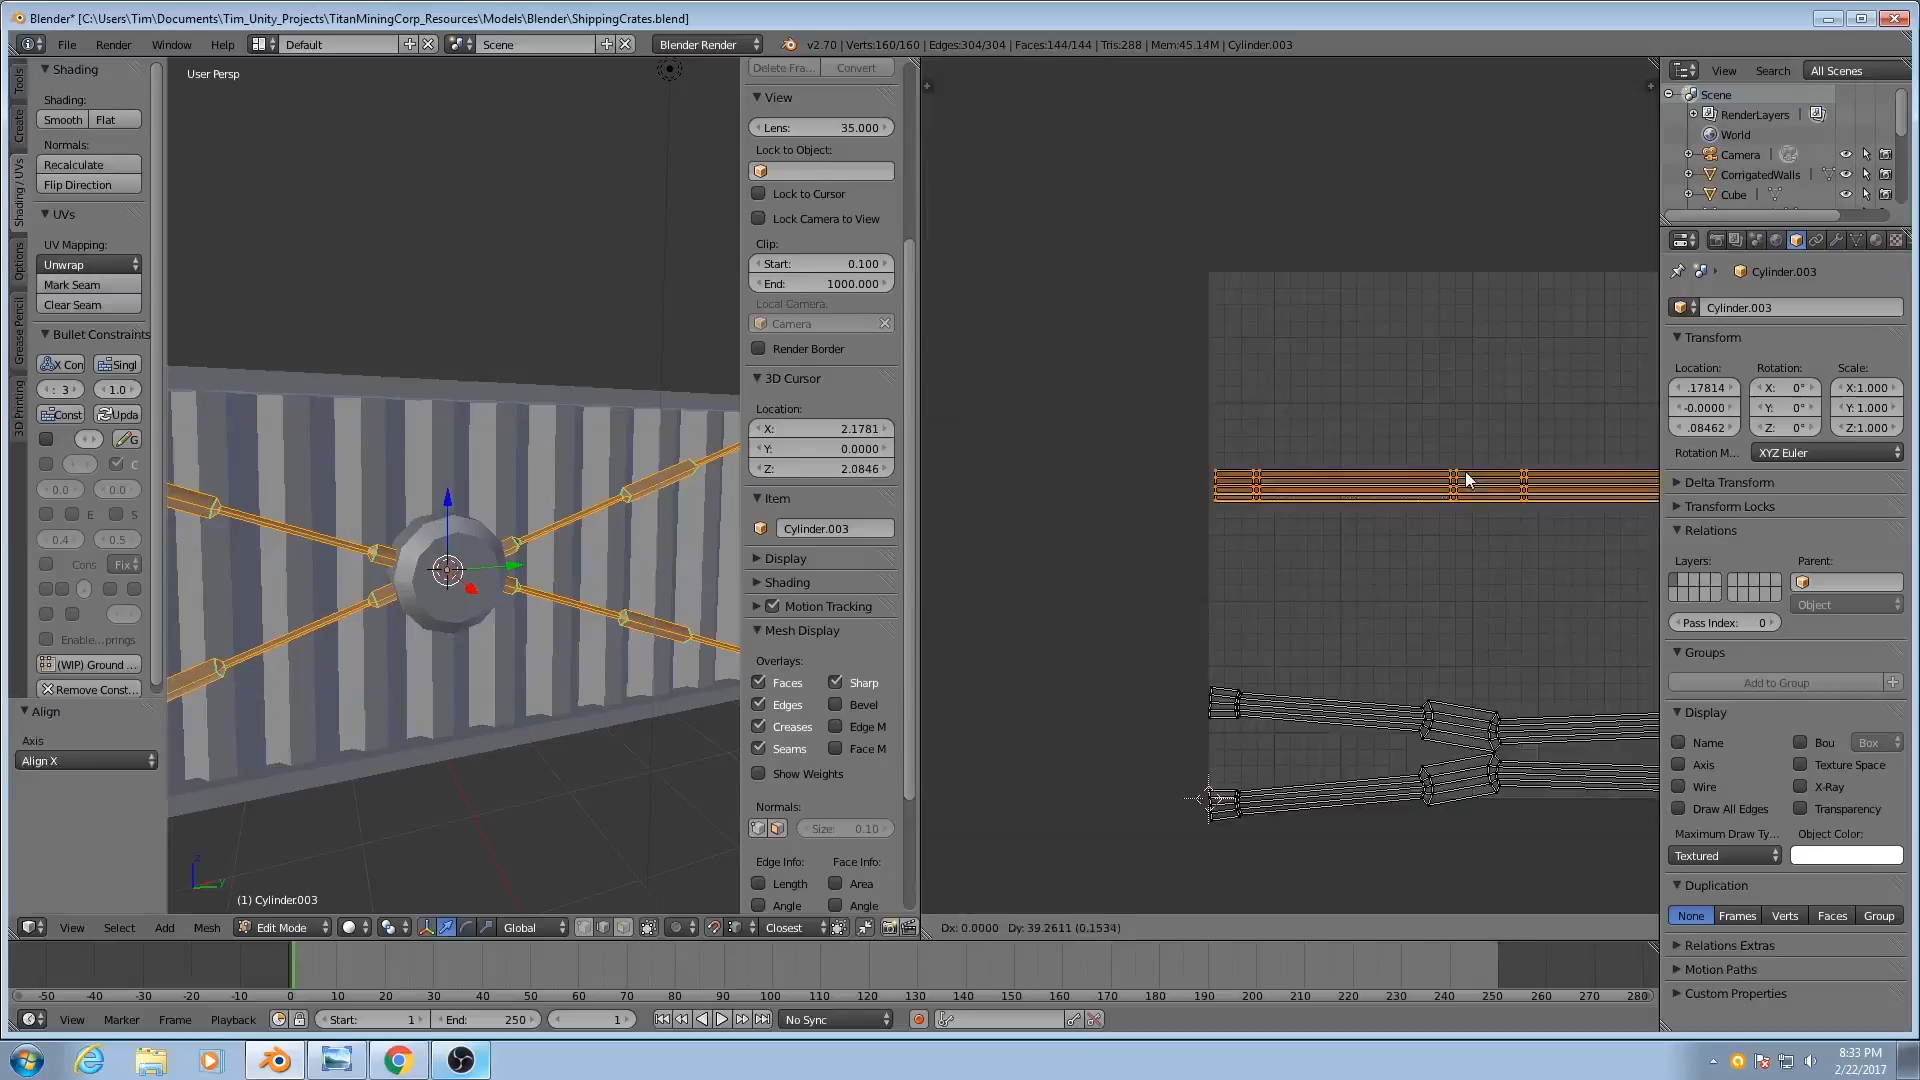 Blender* [C:\Users\Tim\Documents\Tim_Unity_Projects\TitanMiningCorp_Resources\Models\Blender\ShippingCrates.blend]
File Render Window Help Default Scene Blender Render v2.70 | Verts:160/160 | Edges:304/304 | Faces:144/144 | Tris:288 | Mem:45.14M | Cylinder.003
Tools
Create
Shading / UVs
Options
Grease Pencil
3D Printing
Shading
Shading:
Smooth Flat
Normals:
Recalculate
Flip Direction
UVs
UV Mapping:
Unwrap
Mark Seam
Clear Seam
Bullet Constraints
X Con Singl
: 3 1.0
Const Upda
G
C
0.0 0.0
E S
0.4 0.5
Cons Fix
Enable...prings
(WIP) Ground ...
Remove Const...
Align
Axis
Align X
User Persp
z
y
(1) Cylinder.003
Delete Fra... Convert
View
Lens: 35.000
Lock to Object:
Lock to Cursor
Lock Camera to View
Clip:
Start: 0.100
End: 1000.000
Local Camera:
Camera
Render Border
3D Cursor
Location:
X: 2.1781
Y: 0.0000
Z: 2.0846
Item
Cylinder.003
Display
Shading
Motion Tracking
Mesh Display
Overlays:
Faces Sharp
Edges Bevel
Creases Edge M
Seams Face M
Show Weights
Normals:
Size: 0.10
Edge Info: Face Info:
Length Area
Angle Angle
View Select Add Mesh Edit Mode Global Closest
Dx: 0.0000 Dy: 39.2611 (0.1534)
View Search All Scenes
Scene
RenderLayers
World
Camera
CorrigatedWalls
Cube
Cylinder.003
Cylinder.003
Transform
Location: Rotation: Scale:
.17814 X: 0° X:1.000
-0.0000 Y: 0° Y: 1.000
.08462 Z: 0° Z:1.000
Rotation M... XYZ Euler
Delta Transform
Transform Locks
Relations
Layers: Parent:
Object
Pass Index: 0
Groups
Add to Group
Display
Name Bou Box
Axis Texture Space
Wire X-Ray
Draw All Edges Transparency
Maximum Draw Ty... Object Color:
Textured
Duplication
None Frames Verts Faces Group
Relations Extras
Motion Paths
Custom Properties
-50 -40 -30 -20 -10 0 10 20 30 40 50 60 70 80 90 100 110 120 130 140 150 160 170 180 190 200 210 220 230 240 250 260 270 280
View Marker Frame Playback Start: 1 End: 250 1 No Sync
8:33 PM
2/22/2017